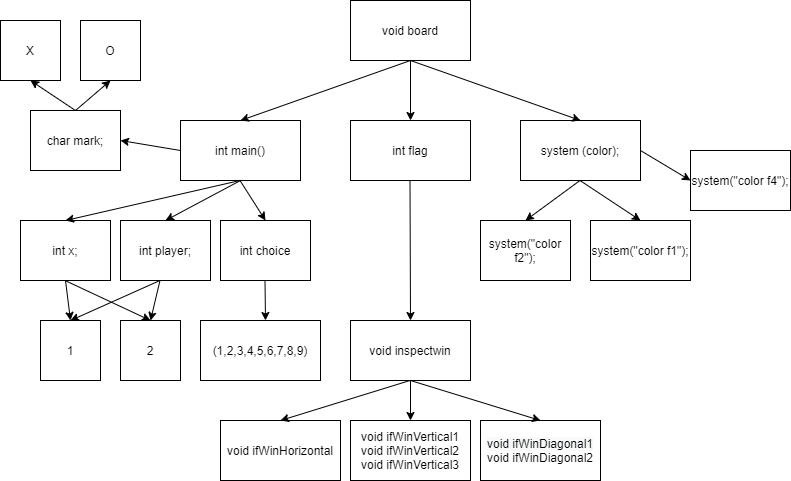 void board
X
O
char mark;
int main()
int flag
system (color);
system("color f4");
int x;
int player;
int choice
system("color
f2");
system("color f1");
1
2
(1,2,3,4,5,6,7,8,9)
void inspectwin
void ifWinHorizontal
void ifWinVertical1
void ifWinVertical2
void ifWinVertical3
void ifWinDiagonal1
void ifWinDiagonal2